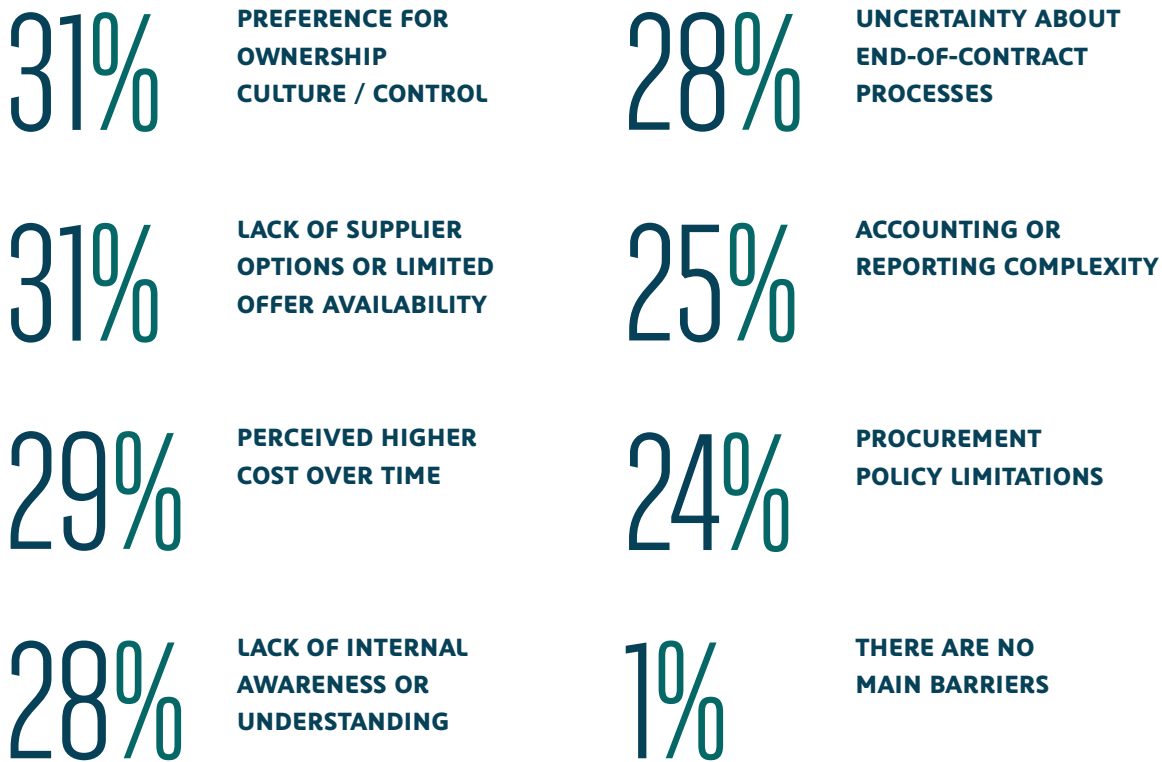 31%
PREFERENCE FOR
OWNERSHIP
CULTURE / CONTROL
31%
LACK OF SUPPLIER
OPTIONS OR LIMITED
OFFER AVAILABILITY
29%
PERCEIVED HIGHER
COST OVER TIME
28%
LACK OF INTERNAL
AWARENESS OR
UNDERSTANDING
28%
UNCERTAINTY ABOUT
END-OF-CONTRACT
PROCESSES
25%
ACCOUNTING OR
REPORTING COMPLEXITY
24%
PROCUREMENT
POLICY LIMITATIONS
1%
THERE ARE NO
MAIN BARRIERS